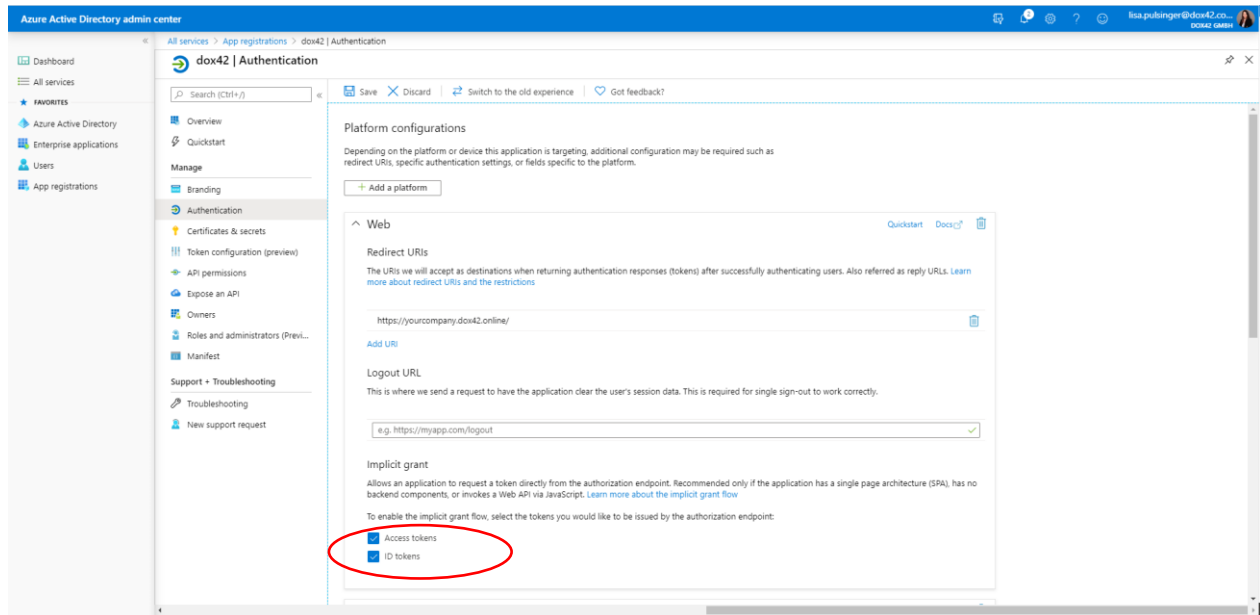 Azure Active Directory admin center
lisa.pulsinger@dox42.co...
DOX42 GMBH
All services > App registrations > dox42 | Authentication
Dashboard
All services
FAVORITES
Azure Active Directory
Enterprise applications
Users
App registrations
dox42 | Authentication
Search (Ctrl+/)
Overview
Quickstart
Manage
Branding
Authentication
Certificates & secrets
Token configuration (preview)
API permissions
Expose an API
Owners
Roles and administrators (Previ...
Manifest
Support + Troubleshooting
Troubleshooting
New support request
Save Discard Switch to the old experience Got feedback?
Platform configurations
Depending on the platform or device this application is targeting, additional configuration may be required such as
redirect URIs, specific authentication settings, or fields specific to the platform.
+ Add a platform
Web Quickstart Docs
Redirect URIs
The URIs we will accept as destinations when returning authentication responses (tokens) after successfully authenticating users. Also referred as reply URLs. Learn
more about redirect URIs and the restrictions
https://yourcompany.dox42.online/
Add URI
Logout URL
This is where we send a request to have the application clear the user's session data. This is required for single sign-out to work correctly.
e.g. https://myapp.com/logout
Implicit grant
Allows an application to request a token directly from the authorization endpoint. Recommended only if the application has a single page architecture (SPA), has no
backend components, or invokes a Web API via JavaScript. Learn more about the implicit grant flow
To enable the implicit grant flow, select the tokens you would like to be issued by the authorization endpoint:
Access tokens
ID tokens